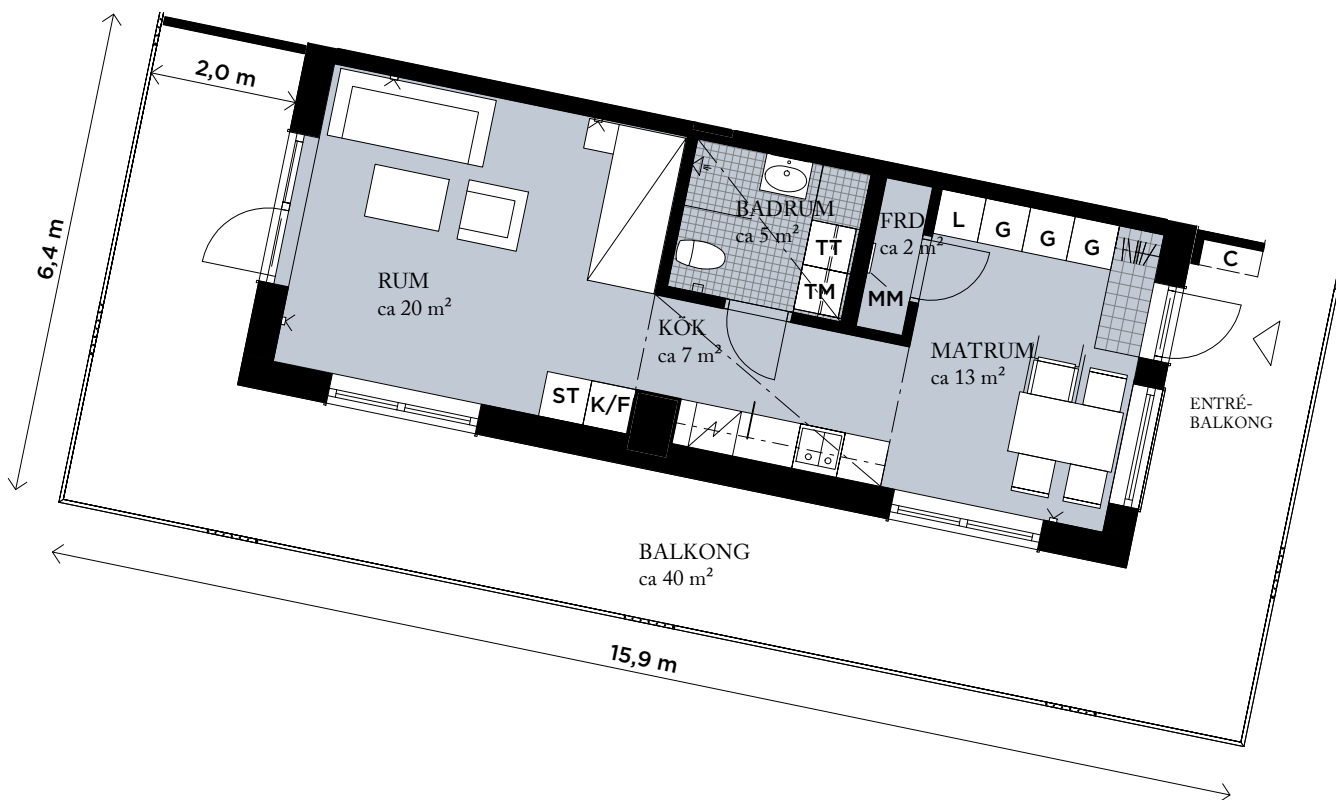 2,0 m
6,4 m
RUM
ca 20 m²
BADRUM
ca 5 m²
TT
TM
FRD
ca 2 m²
MM
L
G
G
G
C
KÖK
ca 7 m²
MATRUM
ca 13 m²
ST
K/F
ENTRÉ-
BALKONG
BALKONG
ca 40 m²
15,9 m